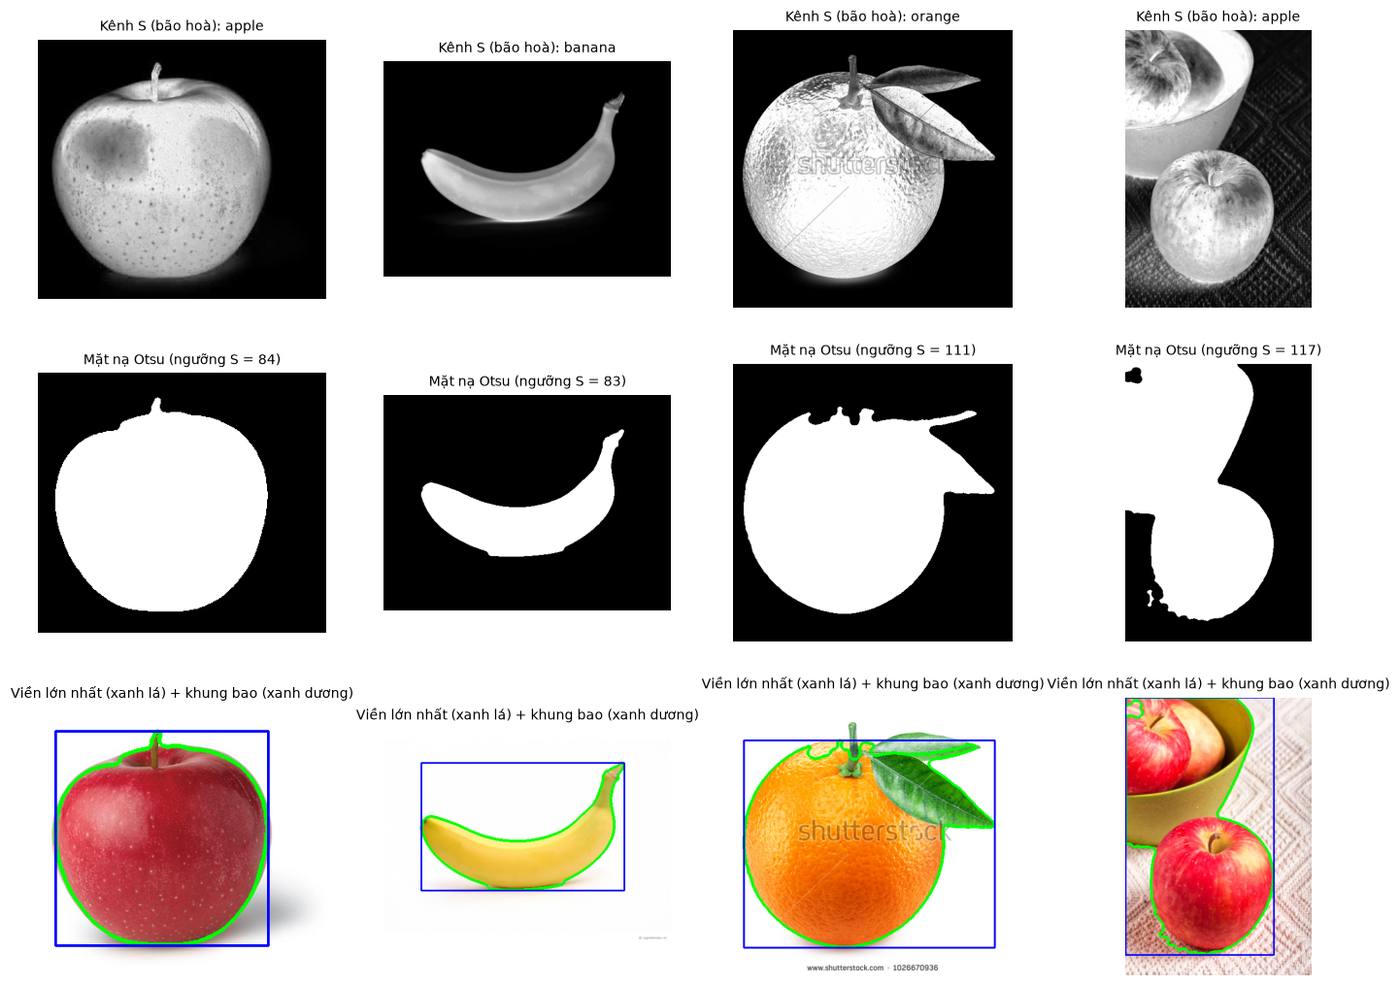 Kênh S (bão hoà): apple
Kênh S (bão hoà): banana
Kênh S (bão hoà): orange
Kênh S (bão hoà): apple
shutterstock
Mặt nạ Otsu (ngưỡng S = 84)
Mặt nạ Otsu (ngưỡng S = 83)
Mặt nạ Otsu (ngưỡng S = 111)
Mặt nạ Otsu (ngưỡng S = 117)
Viền lớn nhất (xanh lá) + khung bao (xanh dương)
Viền lớn nhất (xanh lá) + khung bao (xanh dương)
Viền lớn nhất (xanh lá) + khung bao (xanh dương)
Viền lớn nhất (xanh lá) + khung bao (xanh dương)
shutterstock
www.shutterstock.com · 1026670936